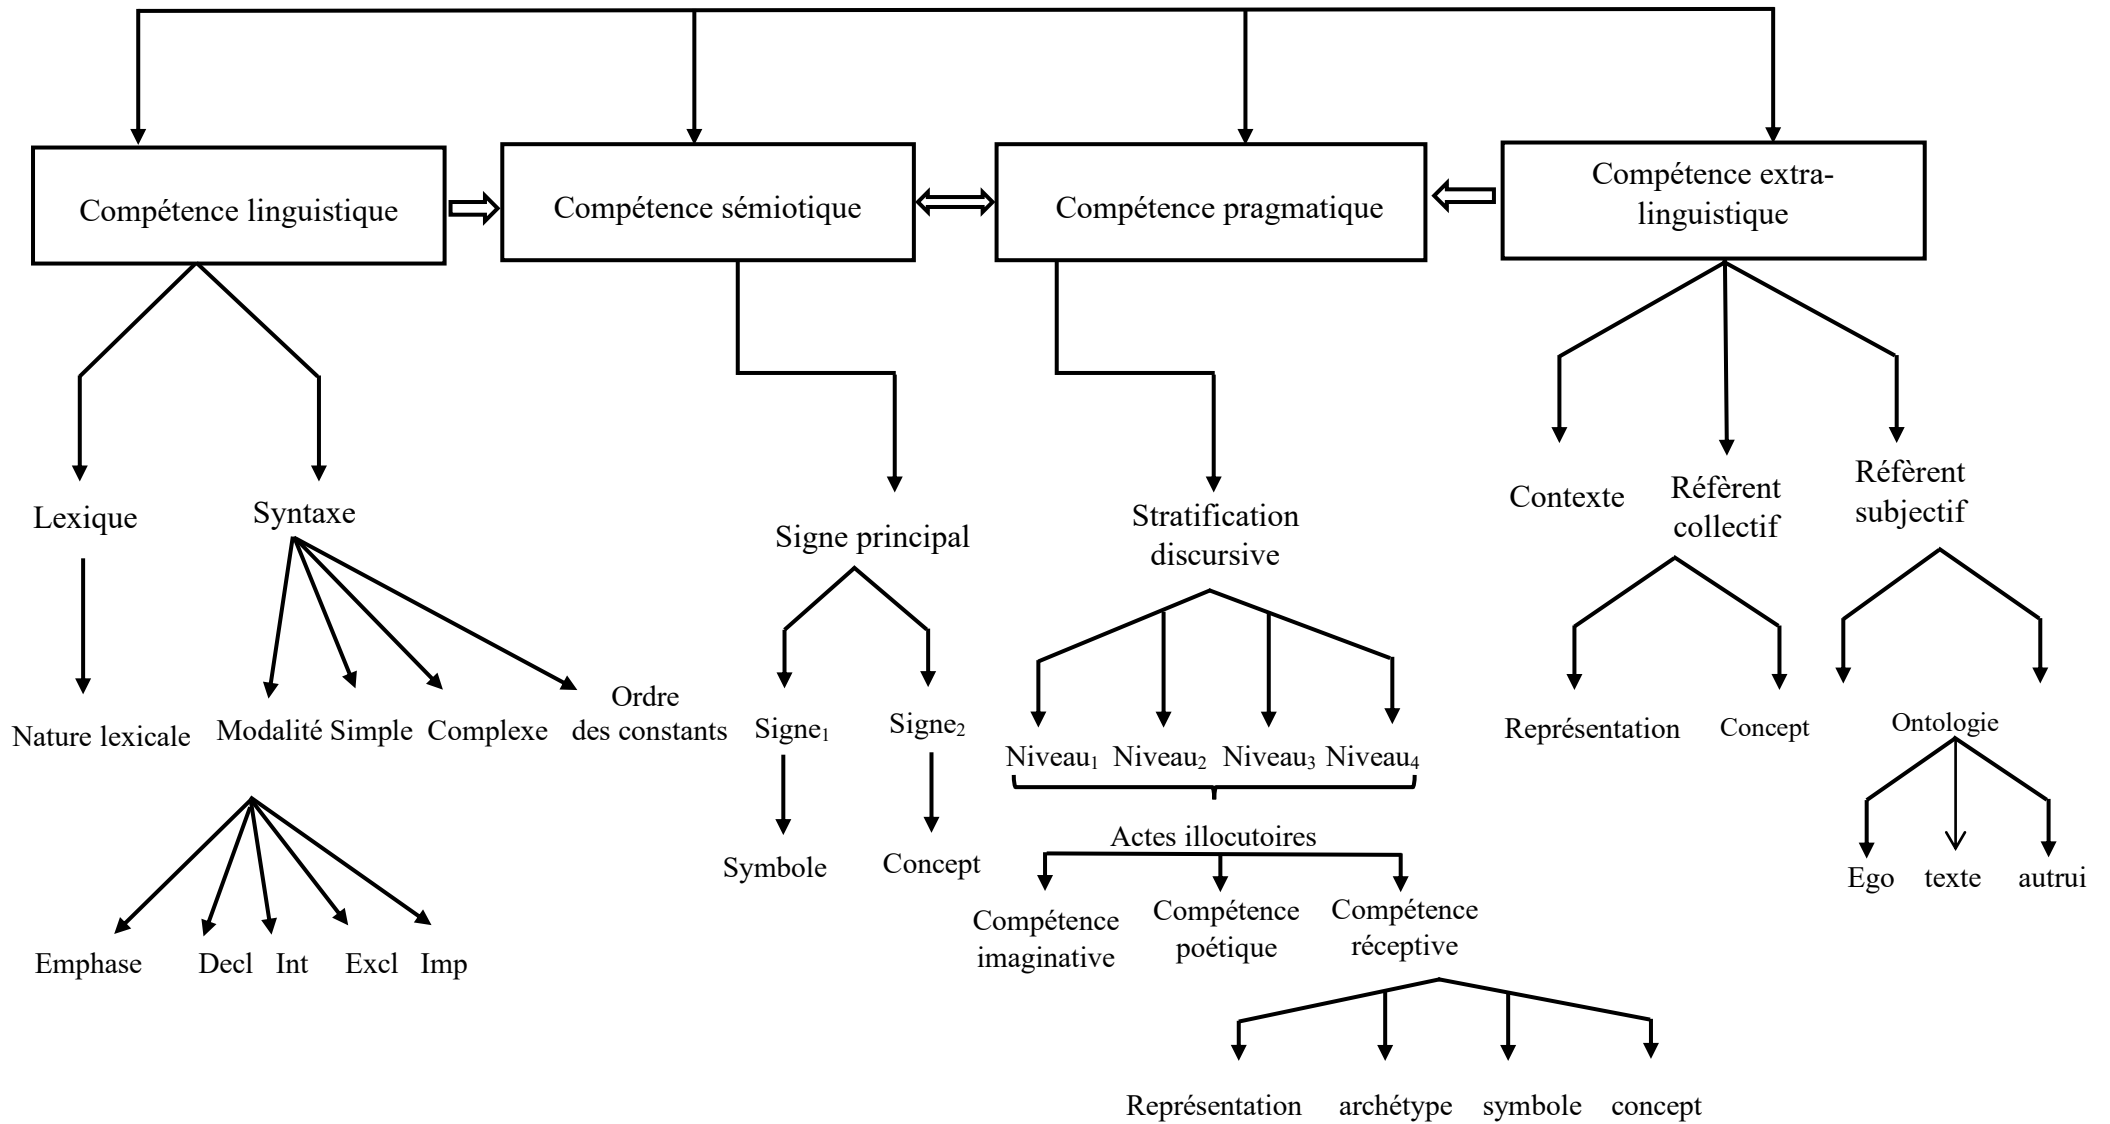 Compétence linguistique
Compétence sémiotique
Compétence pragmatique
Compétence extra-
linguistique
Lexique
Syntaxe
Signe principal
Stratification
discursive
Contexte
Réfèrent
collectif
Réfèrent
subjectif
Nature lexicale
Modalité
Simple
Complexe
Ordre
des constants
Signe1
Signe2
Niveau1
Niveau2
Niveau3
Niveau4
Représentation
Concept
Ontologie
Symbole
Concept
Actes illocutoires
Ego
texte
autrui
Emphase
Decl
Int
Excl
Imp
Compétence
imaginative
Compétence
poétique
Compétence
réceptive
Représentation
archétype
symbole
concept